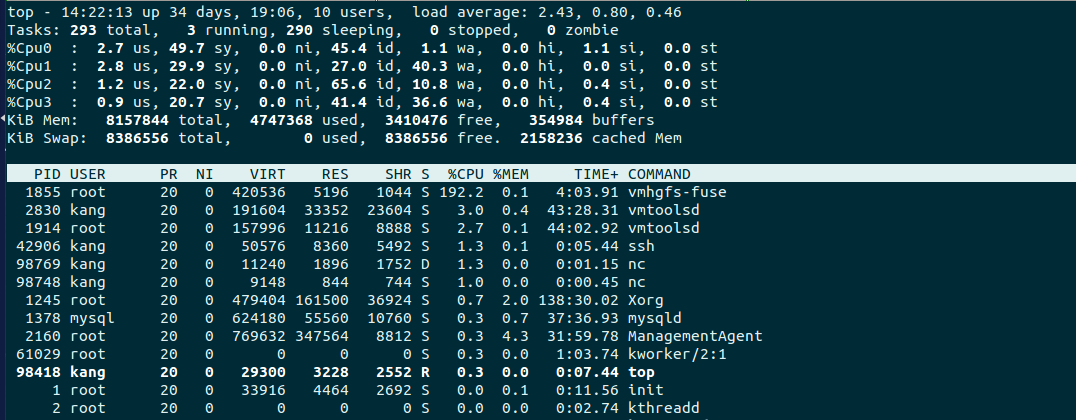 top - 14:22:13 up 34 days, 19:06, 10 users,  load average: 2.43, 0.80, 0.46
Tasks: 293 total,   3 running, 290 sleeping,   0 stopped,   0 zombie
%Cpu0  :  2.7 us, 49.7 sy,  0.0 ni, 45.4 id,  1.1 wa,  0.0 hi,  1.1 si,  0.0 st
%Cpu1  :  2.8 us, 29.9 sy,  0.0 ni, 27.0 id, 40.3 wa,  0.0 hi,  0.0 si,  0.0 st
%Cpu2  :  1.2 us, 22.0 sy,  0.0 ni, 65.6 id, 10.8 wa,  0.0 hi,  0.4 si,  0.0 st
%Cpu3  :  0.9 us, 20.7 sy,  0.0 ni, 41.4 id, 36.6 wa,  0.0 hi,  0.4 si,  0.0 st
KiB Mem:   8157844 total,  4747368 used,  3410476 free,   354984 buffers
KiB Swap:  8386556 total,        0 used,  8386556 free.  2158236 cached Mem
PID USER      PR  NI    VIRT    RES    SHR S  %CPU %MEM     TIME+ COMMAND
1855 root      20   0  420536   5196   1044 S 192.2  0.1   4:03.91 vmhgfs-fuse
2830 kang      20   0  191604  33352  23604 S   3.0  0.4  43:28.31 vmtoolsd
1914 root      20   0  157996  11216   8888 S   2.7  0.1  44:02.92 vmtoolsd
42906 kang      20   0   50576   8360   5492 S   1.3  0.1   0:05.44 ssh
98769 kang      20   0   11240   1896   1752 D   1.3  0.0   0:01.15 nc
98748 kang      20   0    9148    844    744 S   1.0  0.0   0:00.45 nc
1245 root      20   0  479404 161500  36924 S   0.7  2.0 138:30.02 Xorg
1378 mysql     20   0  624180  55560  10760 S   0.3  0.7  37:36.93 mysqld
2160 root      20   0  769632 347564   8812 S   0.3  4.3  31:59.78 ManagementAgent
61029 root      20   0       0      0      0 S   0.3  0.0   1:03.74 kworker/2:1
98418 kang      20   0   29300   3228   2552 R   0.3  0.0   0:07.44 top
1 root      20   0   33916   4464   2692 S   0.0  0.1   0:11.56 init
2 root      20   0       0      0      0 S   0.0  0.0   0:02.74 kthreadd